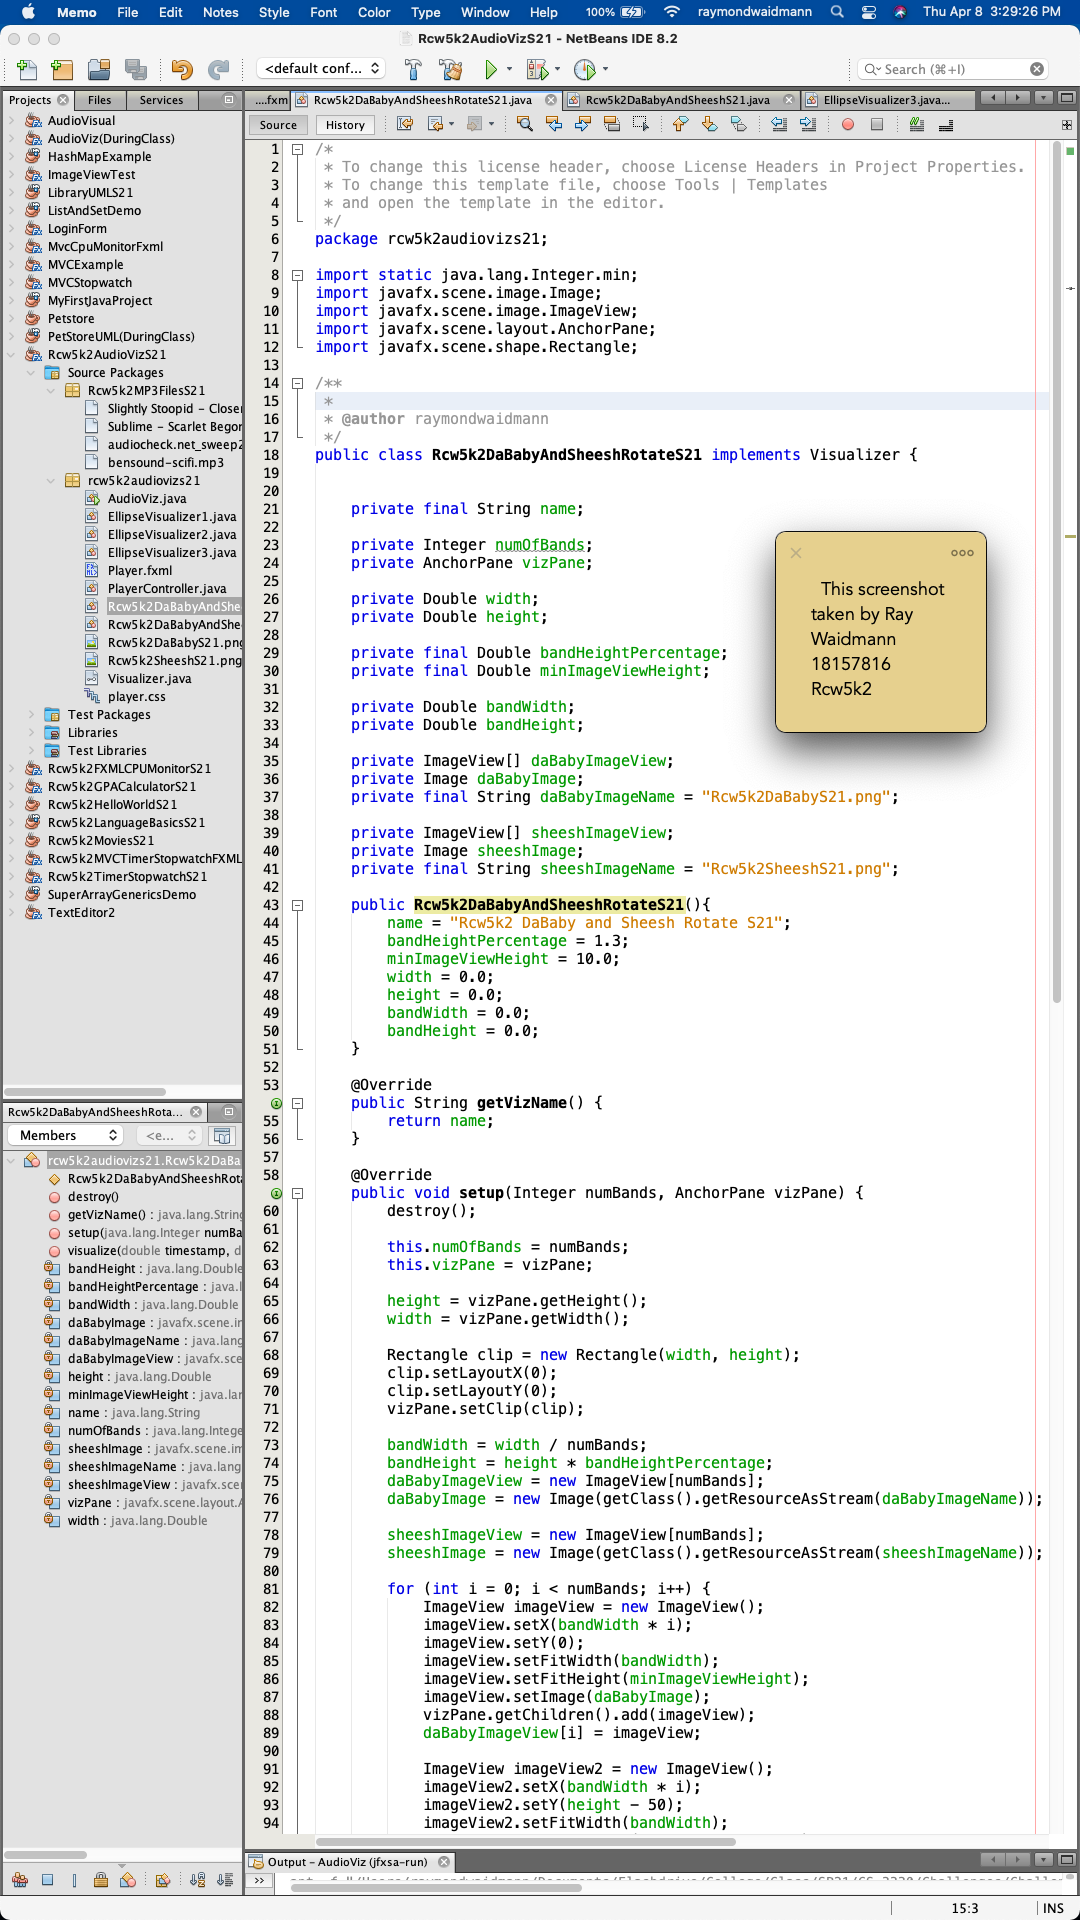 Memo File Edit Notes Style Font Color Type Window Help 100% raymondwaidmann Thu Apr 8 3:29:26 PM
Rcw5k2AudioVizS21 - NetBeans IDE 8.2
<default conf... Search (⌘+I)
Projects Files Services
AudioVisual
AudioViz(DuringClass)
HashMapExample
ImageViewTest
LibraryUMLS21
ListAndSetDemo
LoginForm
MvcCpuMonitorFxml
MVCExample
MVCStopwatch
MyFirstJavaProject
Petstore
PetStoreUML(DuringClass)
Rcw5k2AudioVizS21
Source Packages
Rcw5k2MP3FilesS21
Slightly Stoopid – Closer
Sublime – Scarlet Begor
audiocheck.net_sweep2
bensound-scifi.mp3
rcw5k2audiovizs21
AudioViz.java
EllipseVisualizer1.java
EllipseVisualizer2.java
EllipseVisualizer3.java
Player.fxml
PlayerController.java
Rcw5k2DaBabyAndShe
Rcw5k2DaBabyAndShe
Rcw5k2DaBabyS21.png
Rcw5k2SheeshS21.png
Visualizer.java
player.css
Test Packages
Libraries
Test Libraries
Rcw5k2FXMLCPUMonitorS21
Rcw5k2GPACalculatorS21
Rcw5k2HelloWorldS21
Rcw5k2LanguageBasicsS21
Rcw5k2MoviesS21
Rcw5k2MVCTimerStopwatchFXML
Rcw5k2TimerStopwatchS21
SuperArrayGenericsDemo
TextEditor2
Rcw5k2DaBabyAndSheeshRota...
Members <e...
rcw5k2audiovizs21.Rcw5k2DaBa
Rcw5k2DaBabyAndSheeshRota
destroy()
getVizName() : java.lang.String
setup(java.lang.Integer numBa
visualize(double timestamp, d
bandHeight : java.lang.Double
bandHeightPercentage : java.l
bandWidth : java.lang.Double
daBabyImage : javafx.scene.im
daBabyImageName : java.lang
daBabyImageView : javafx.sce
height : java.lang.Double
minImageViewHeight : java.lar
name : java.lang.String
numOfBands : java.lang.Intege
sheeshImage : javafx.scene.im
sheeshImageName : java.lang
sheeshImageView : javafx.scer
vizPane : javafx.scene.layout.A
width : java.lang.Double
....fxm Rcw5k2DaBabyAndSheeshRotateS21.java Rcw5k2DaBabyAndSheeshS21.java EllipseVisualizer3.java...
Source History
1 /*
2 * To change this license header, choose License Headers in Project Properties.
3 * To change this template file, choose Tools | Templates
4 * and open the template in the editor.
5 */
6 package rcw5k2audiovizs21;
7
8 import static java.lang.Integer.min;
9 import javafx.scene.image.Image;
10 import javafx.scene.image.ImageView;
11 import javafx.scene.layout.AnchorPane;
12 import javafx.scene.shape.Rectangle;
13
14 /**
15 *
16 * @author raymondwaidmann
17 */
18 public class Rcw5k2DaBabyAndSheeshRotateS21 implements Visualizer {
19
20
21 private final String name;
22
23 private Integer numOfBands;
24 private AnchorPane vizPane;
25
26 private Double width;
27 private Double height;
28
29 private final Double bandHeightPercentage;
30 private final Double minImageViewHeight;
31
32 private Double bandWidth;
33 private Double bandHeight;
34
35 private ImageView[] daBabyImageView;
36 private Image daBabyImage;
37 private final String daBabyImageName = "Rcw5k2DaBabyS21.png";
38
39 private ImageView[] sheeshImageView;
40 private Image sheeshImage;
41 private final String sheeshImageName = "Rcw5k2SheeshS21.png";
42
43 public Rcw5k2DaBabyAndSheeshRotateS21(){
44 name = "Rcw5k2 DaBaby and Sheesh Rotate S21";
45 bandHeightPercentage = 1.3;
46 minImageViewHeight = 10.0;
47 width = 0.0;
48 height = 0.0;
49 bandWidth = 0.0;
50 bandHeight = 0.0;
51 }
52
53 @Override
public String getVizName() {
55 return name;
56 }
57
58 @Override
public void setup(Integer numBands, AnchorPane vizPane) {
60 destroy();
61
62 this.numOfBands = numBands;
63 this.vizPane = vizPane;
64
65 height = vizPane.getHeight();
66 width = vizPane.getWidth();
67
68 Rectangle clip = new Rectangle(width, height);
69 clip.setLayoutX(0);
70 clip.setLayoutY(0);
71 vizPane.setClip(clip);
72
73 bandWidth = width / numBands;
74 bandHeight = height * bandHeightPercentage;
75 daBabyImageView = new ImageView[numBands];
76 daBabyImage = new Image(getClass().getResourceAsStream(daBabyImageName));
77
78 sheeshImageView = new ImageView[numBands];
79 sheeshImage = new Image(getClass().getResourceAsStream(sheeshImageName));
80
81 for (int i = 0; i < numBands; i++) {
82 ImageView imageView = new ImageView();
83 imageView.setX(bandWidth * i);
84 imageView.setY(0);
85 imageView.setFitWidth(bandWidth);
86 imageView.setFitHeight(minImageViewHeight);
87 imageView.setImage(daBabyImage);
88 vizPane.getChildren().add(imageView);
89 daBabyImageView[i] = imageView;
90
91 ImageView imageView2 = new ImageView();
92 imageView2.setX(bandWidth * i);
93 imageView2.setY(height - 50);
94 imageView2.setFitWidth(bandWidth);
This screenshot
taken by Ray
Waidmann
18157816
Rcw5k2
Output – AudioViz (jfxsa-run)
15:3 INS